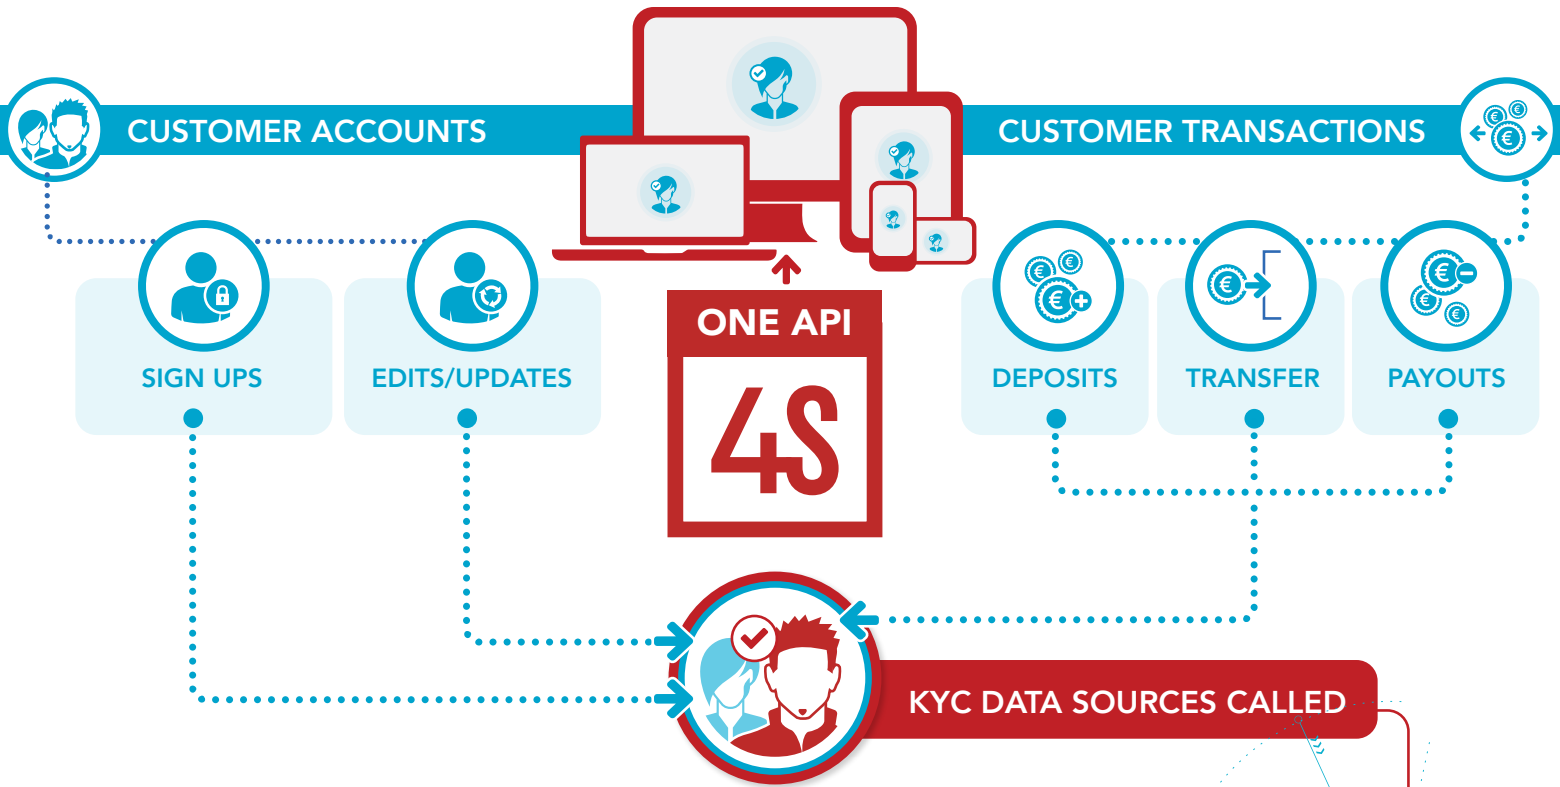 CUSTOMER ACCOUNTS
CUSTOMER TRANSACTIONS
SIGN UPS
EDITS/UPDATES
ONE API
4S
DEPOSITS
TRANSFER
PAYOUTS
KYC DATA SOURCES CALLED